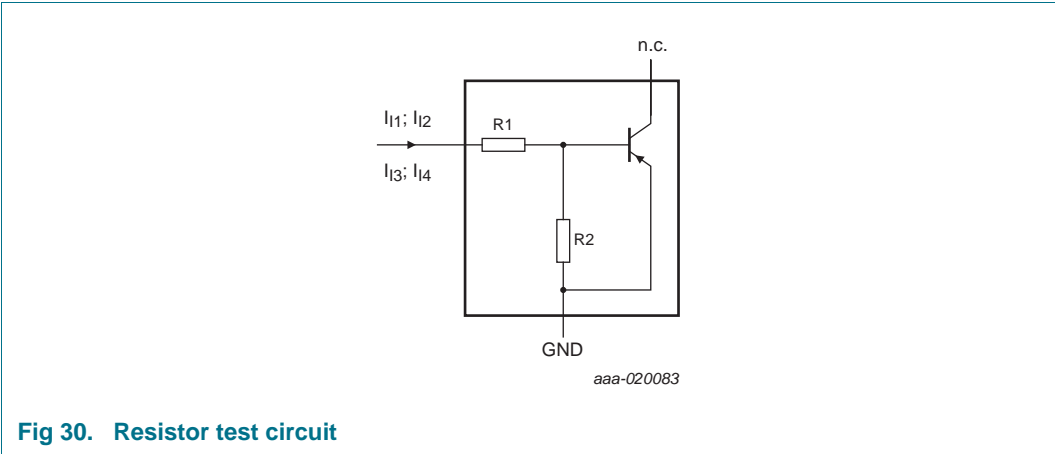 n.c.
I_I1; I_I2
R1
I_I3; I_I4
R2
GND
aaa-020083
Fig 30. Resistor test circuit